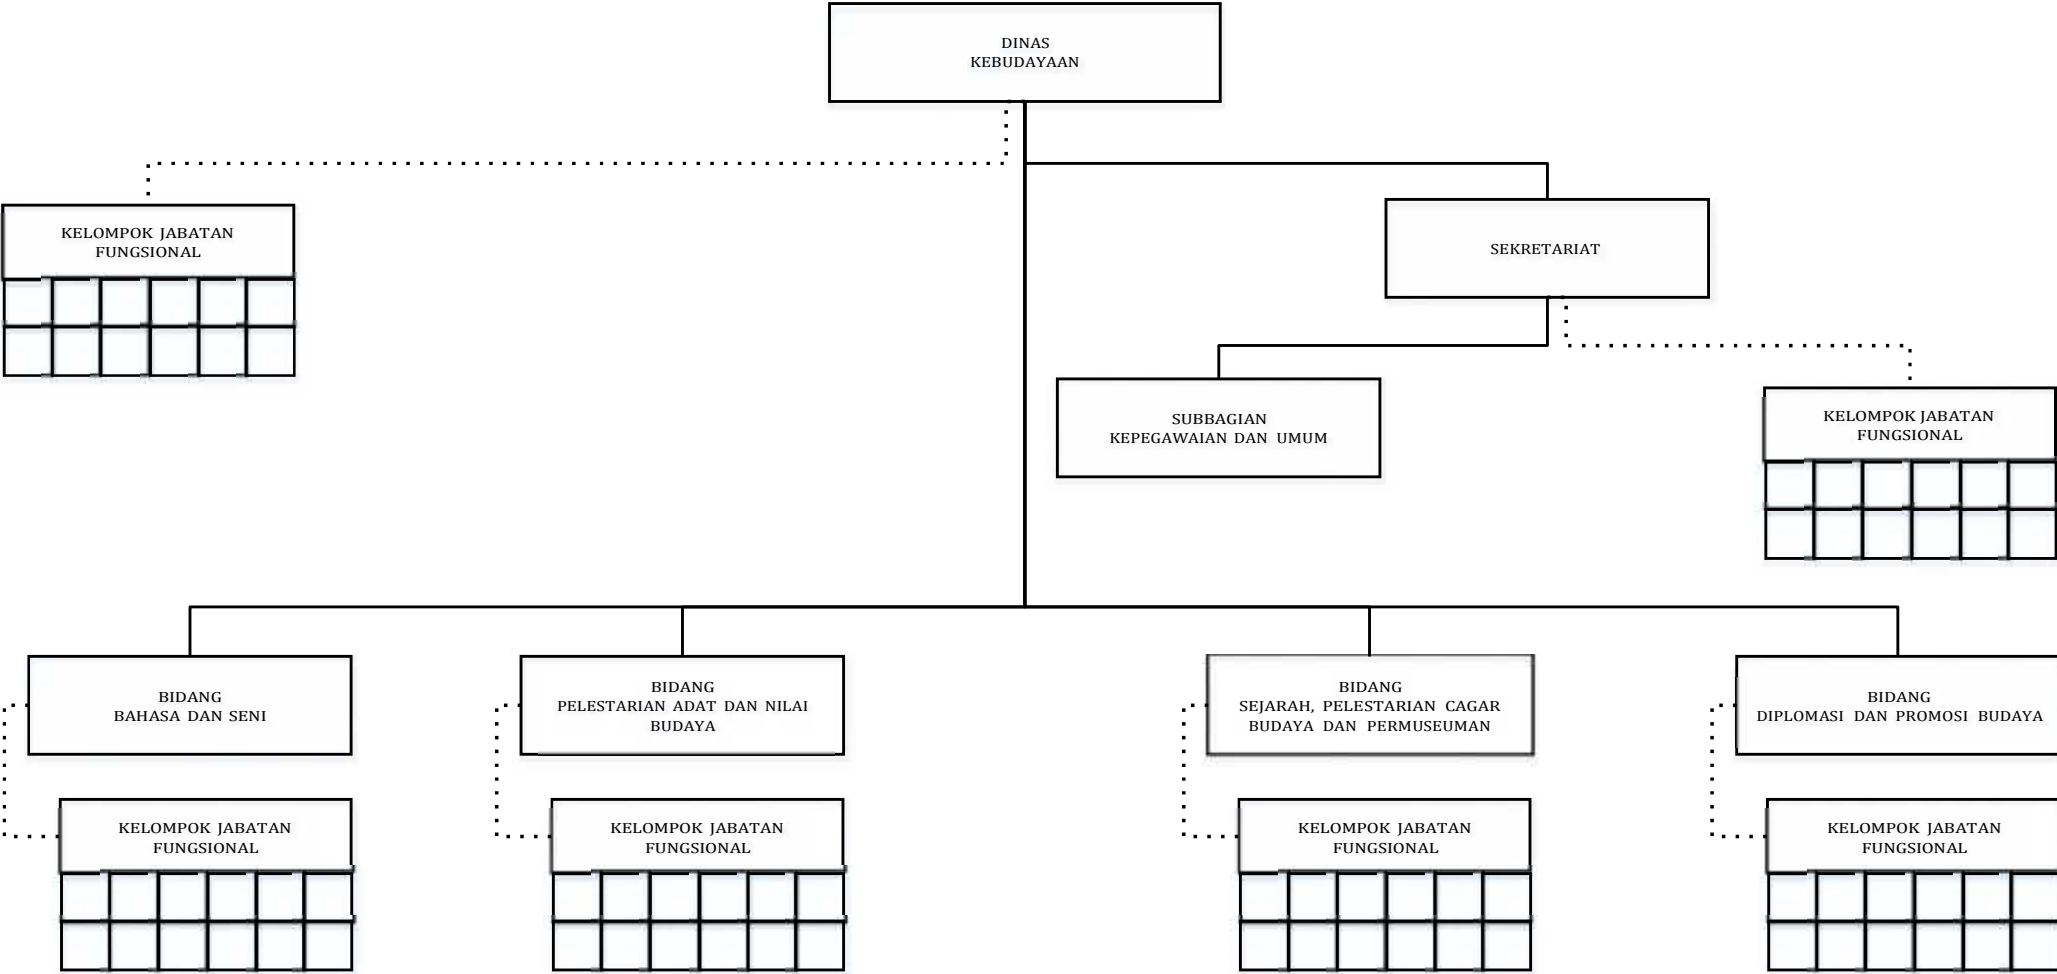 DINAS
KEBUDAYAAN
KELOMPOK JABATAN
FUNGSIONAL
SEKRETARIAT
SUBBAGIAN
KEPEGAWAIAN DAN UMUM
KELOMPOK JABATAN
FUNGSIONAL
BIDANG
BAHASA DAN SENI
BIDANG
PELESTARIAN ADAT DAN NILAI
BUDAYA
BIDANG
SEJARAH, PELESTARIAN CAGAR
BUDAYA DAN PERMUSEUMAN
BIDANG
DIPLOMASI DAN PROMOSI BUDAYA
KELOMPOK JABATAN
FUNGSIONAL
KELOMPOK JABATAN
FUNGSIONAL
KELOMPOK JABATAN
FUNGSIONAL
KELOMPOK JABATAN
FUNGSIONAL